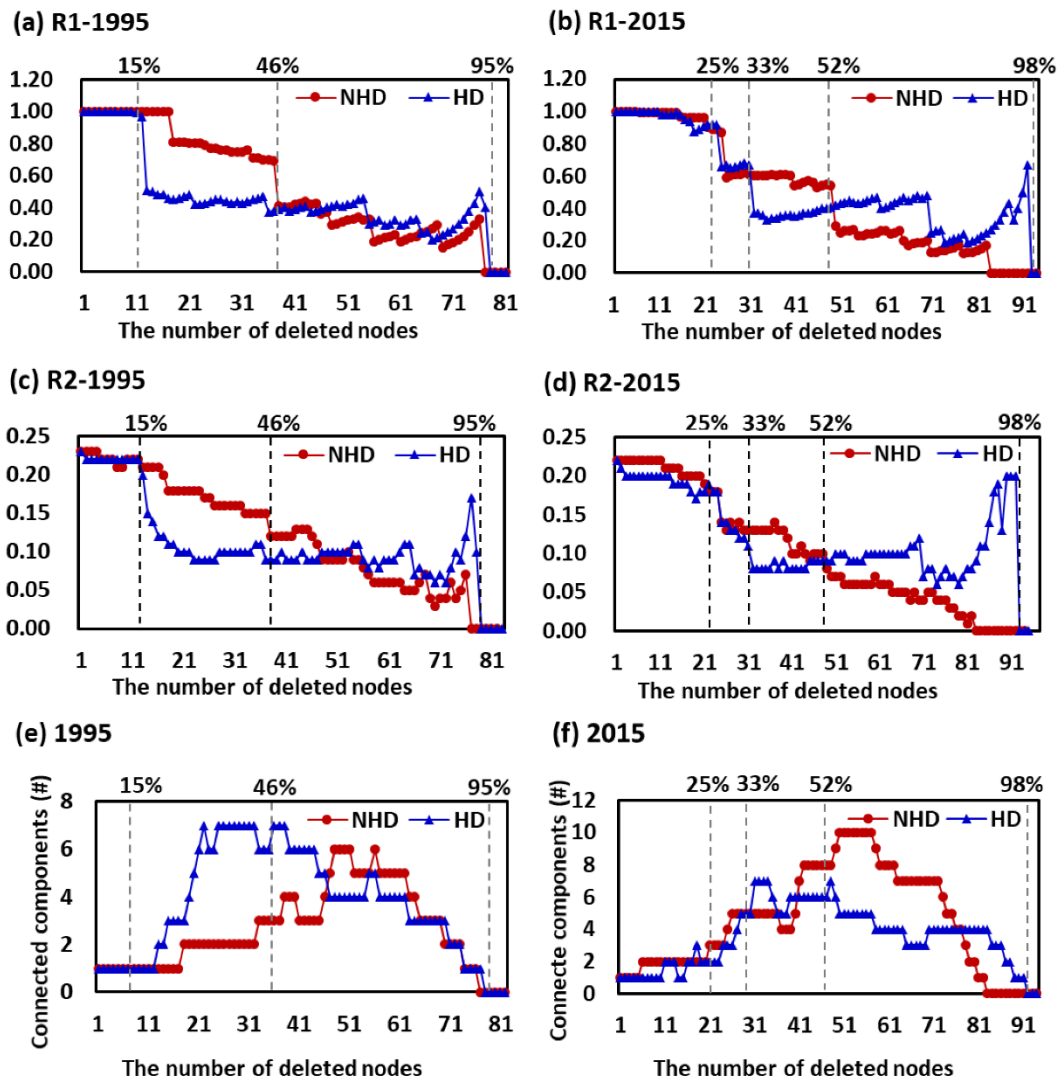 (a) R1-1995
15% 46% 95%
1.20
1.00
0.80
0.60
0.40
0.20
0.00
NHD HD
1 11 21 31 41 51 61 71 81
The number of deleted nodes
(b) R1-2015
25% 33% 52% 98%
1.20
1.00
0.80
0.60
0.40
0.20
0.00
NHD HD
1 11 21 31 41 51 61 71 81 91
The number of deleted nodes
(c) R2-1995
15% 46% 95%
0.25
0.20
0.15
0.10
0.05
0.00
NHD HD
1 11 21 31 41 51 61 71 81
The number of deleted nodes
(d) R2-2015
25% 33% 52% 98%
0.25
0.20
0.15
0.10
0.05
0.00
NHD HD
1 11 21 31 41 51 61 71 81 91
The number of deleted nodes
(e) 1995
15% 46% 95%
Connected components (#)
8
6
4
2
0
NHD HD
1 11 21 31 41 51 61 71 81
The number of deleted nodes
(f) 2015
25% 33% 52% 98%
Connecte components (#)
12
10
8
6
4
2
0
NHD HD
1 11 21 31 41 51 61 71 81 91
The number of deleted nodes